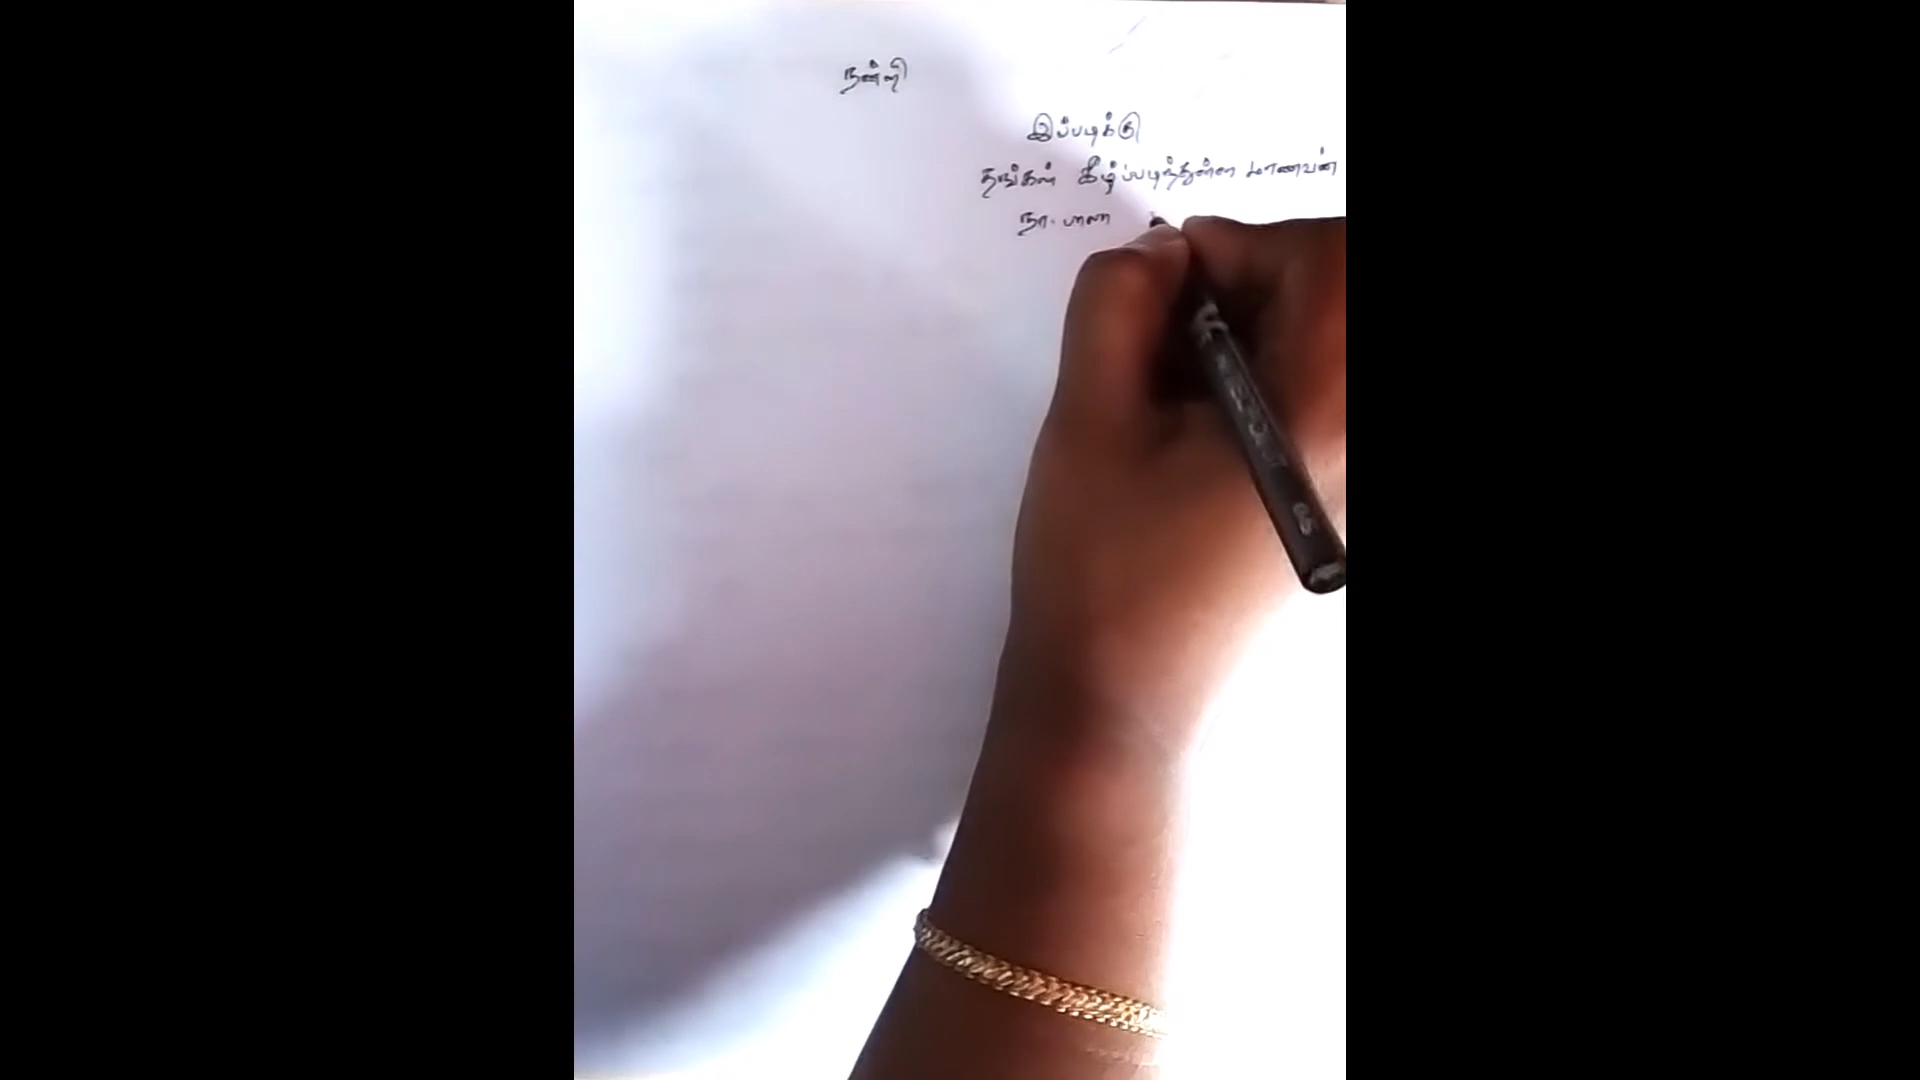 நன்றி
இப்படிக்கு
தங்கள் கீழ்ப்படிந்துள்ள மாணவன்
நா. பாலா